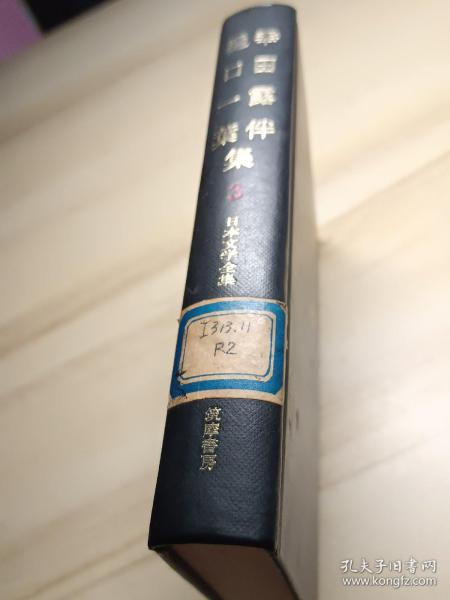 幸田露伴
樋口一葉集
3
日本文学全集
I313.11
R2
筑摩書房
孔夫子旧书网
www.kongfz.com